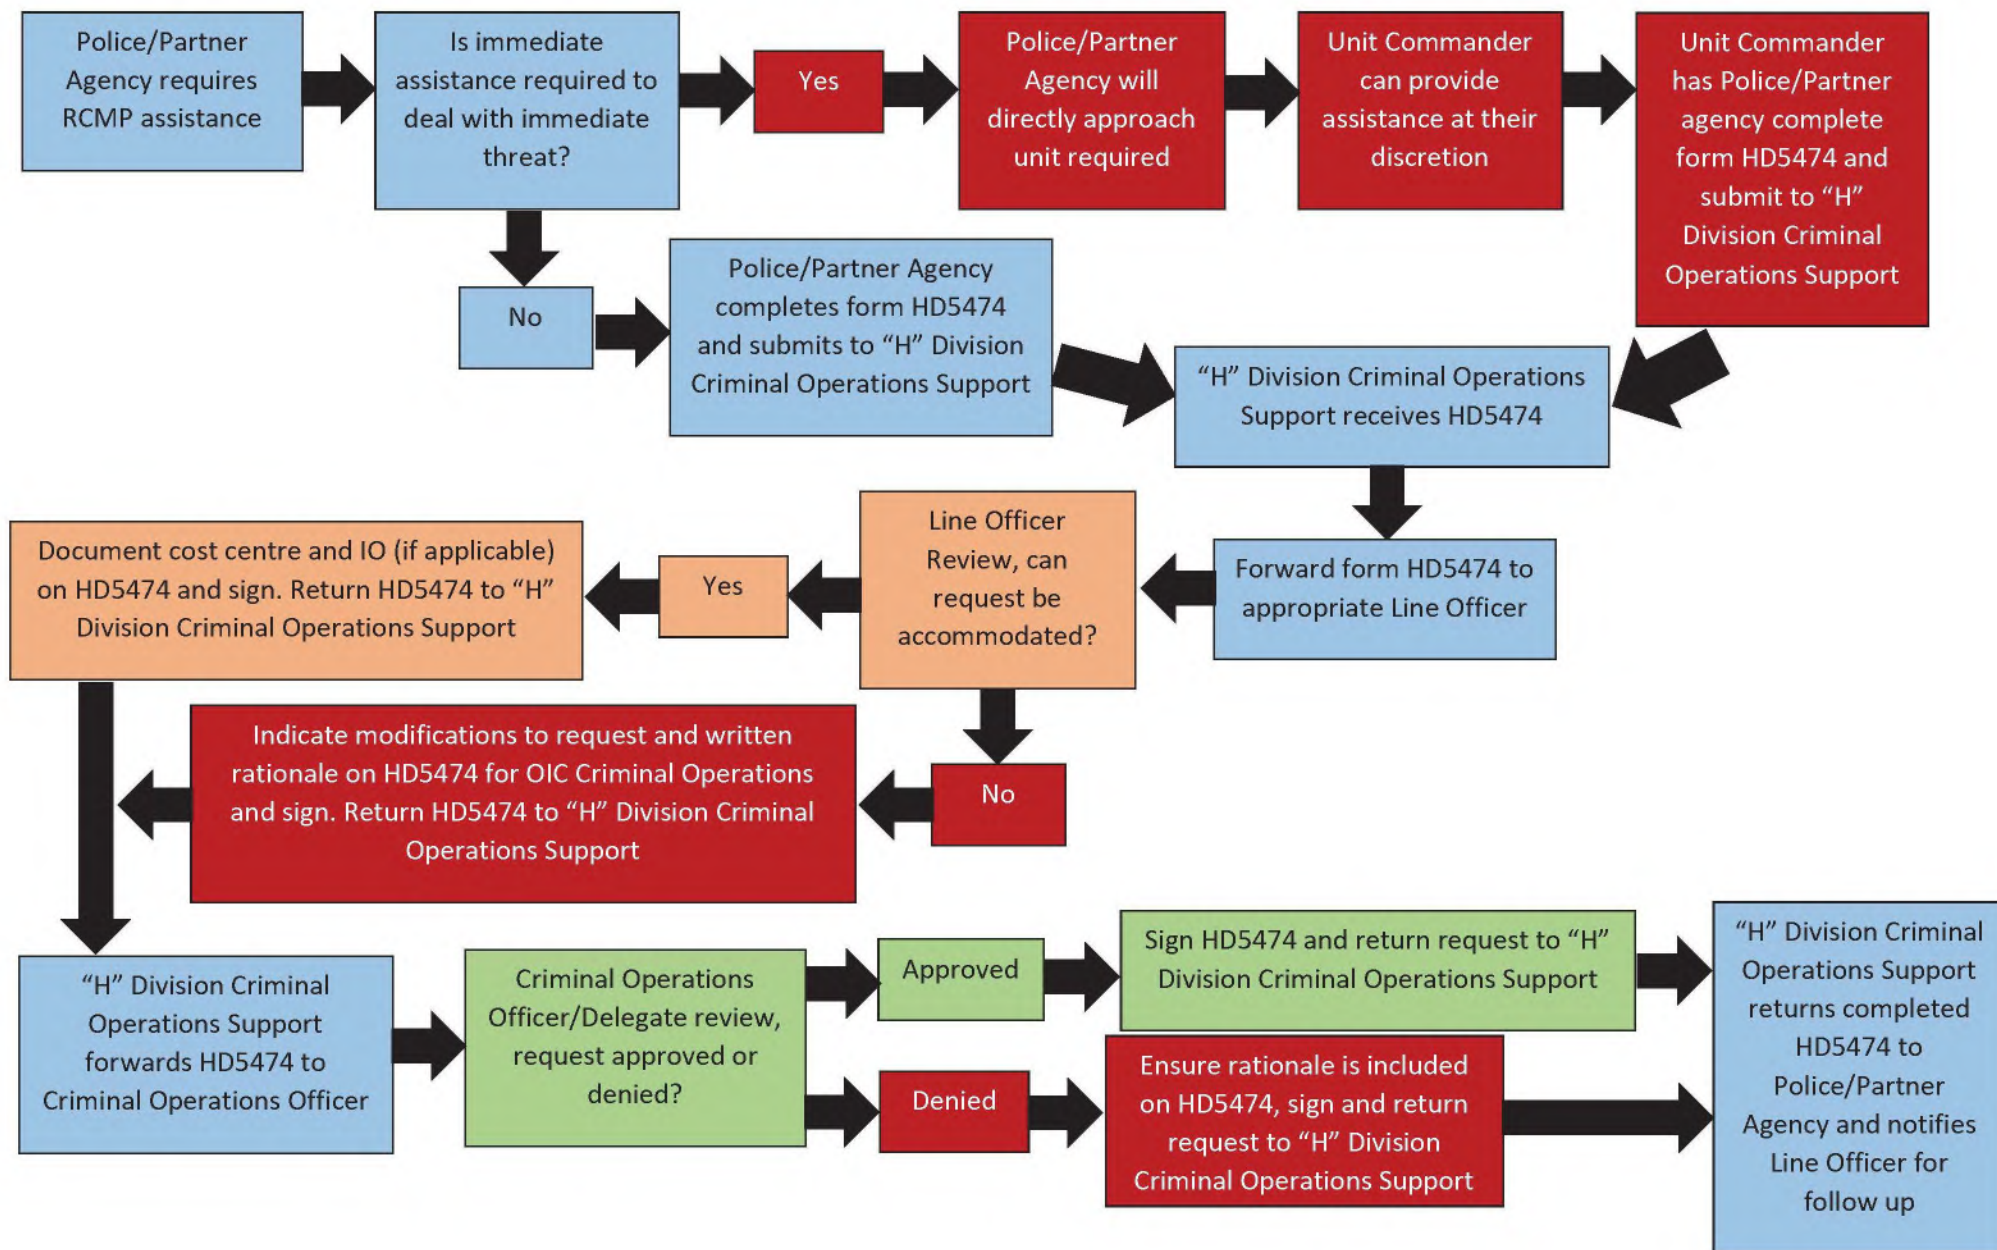 Police/Partner
Agency requires
RCMP assistance
Is immediate
assistance required to
deal with immediate
threat?
Yes
Police/Partner
Agency will
directly approach
unit required
Unit Commander
can provide
assistance at their
discretion
Unit Commander
has Police/Partner
agency complete
form HD5474 and
submit to “H”
Division Criminal
Operations Support
No
Police/Partner Agency
completes form HD5474
and submits to “H” Division
Criminal Operations Support
“H” Division Criminal Operations
Support receives HD5474
Forward form HD5474 to
appropriate Line Officer
Line Officer
Review, can
request be
accommodated?
Yes
Document cost centre and IO (if applicable)
on HD5474 and sign. Return HD5474 to “H”
Division Criminal Operations Support
No
Indicate modifications to request and written
rationale on HD5474 for OIC Criminal Operations
and sign. Return HD5474 to “H” Division Criminal
Operations Support
“H” Division Criminal
Operations Support
forwards HD5474 to
Criminal Operations Officer
Criminal Operations
Officer/Delegate review,
request approved or
denied?
Approved
Sign HD5474 and return request to “H”
Division Criminal Operations Support
Denied
Ensure rationale is included
on HD5474, sign and return
request to “H” Division
Criminal Operations Support
“H” Division Criminal
Operations Support
returns completed
HD5474 to
Police/Partner
Agency and notifies
Line Officer for
follow up